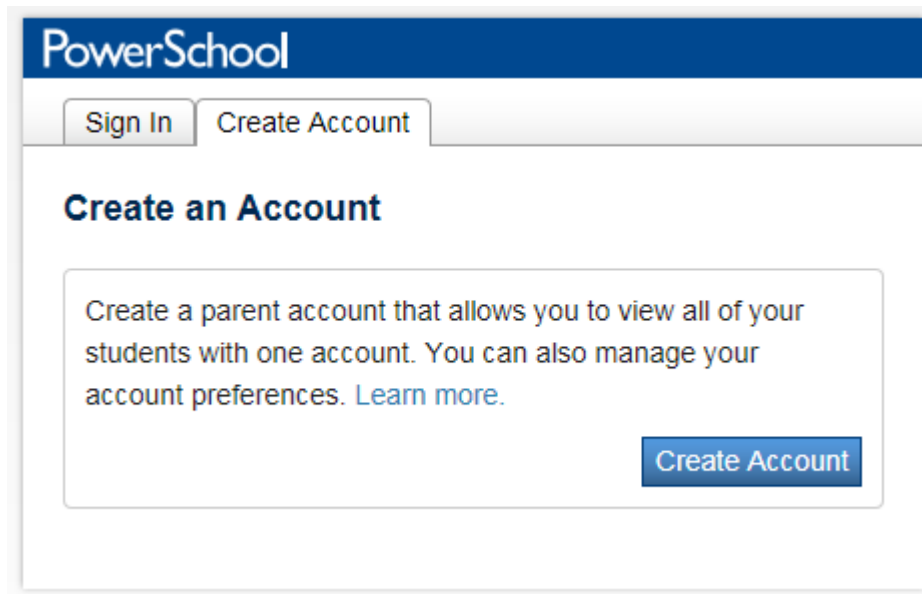 PowerSchool
Sign In Create Account
Create an Account
Create a parent account that allows you to view all of your
students with one account. You can also manage your
account preferences. Learn more.
Create Account